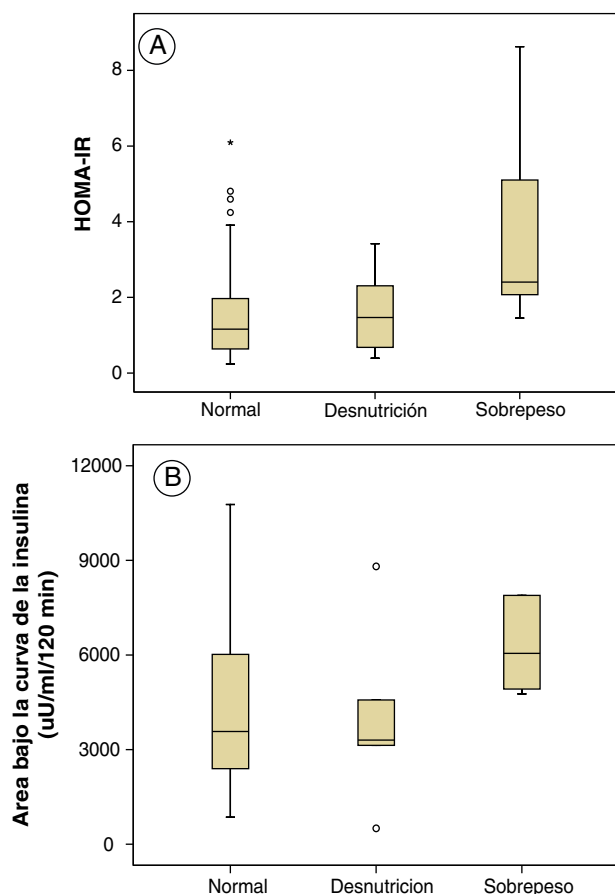 A
HOMA-IR
8
6
4
2
0
*
Normal Desnutrición Sobrepeso
B
Area bajo la curva de la insulina
(uU/ml/120 min)
12000
9000
6000
3000
0
Normal Desnutricion Sobrepeso